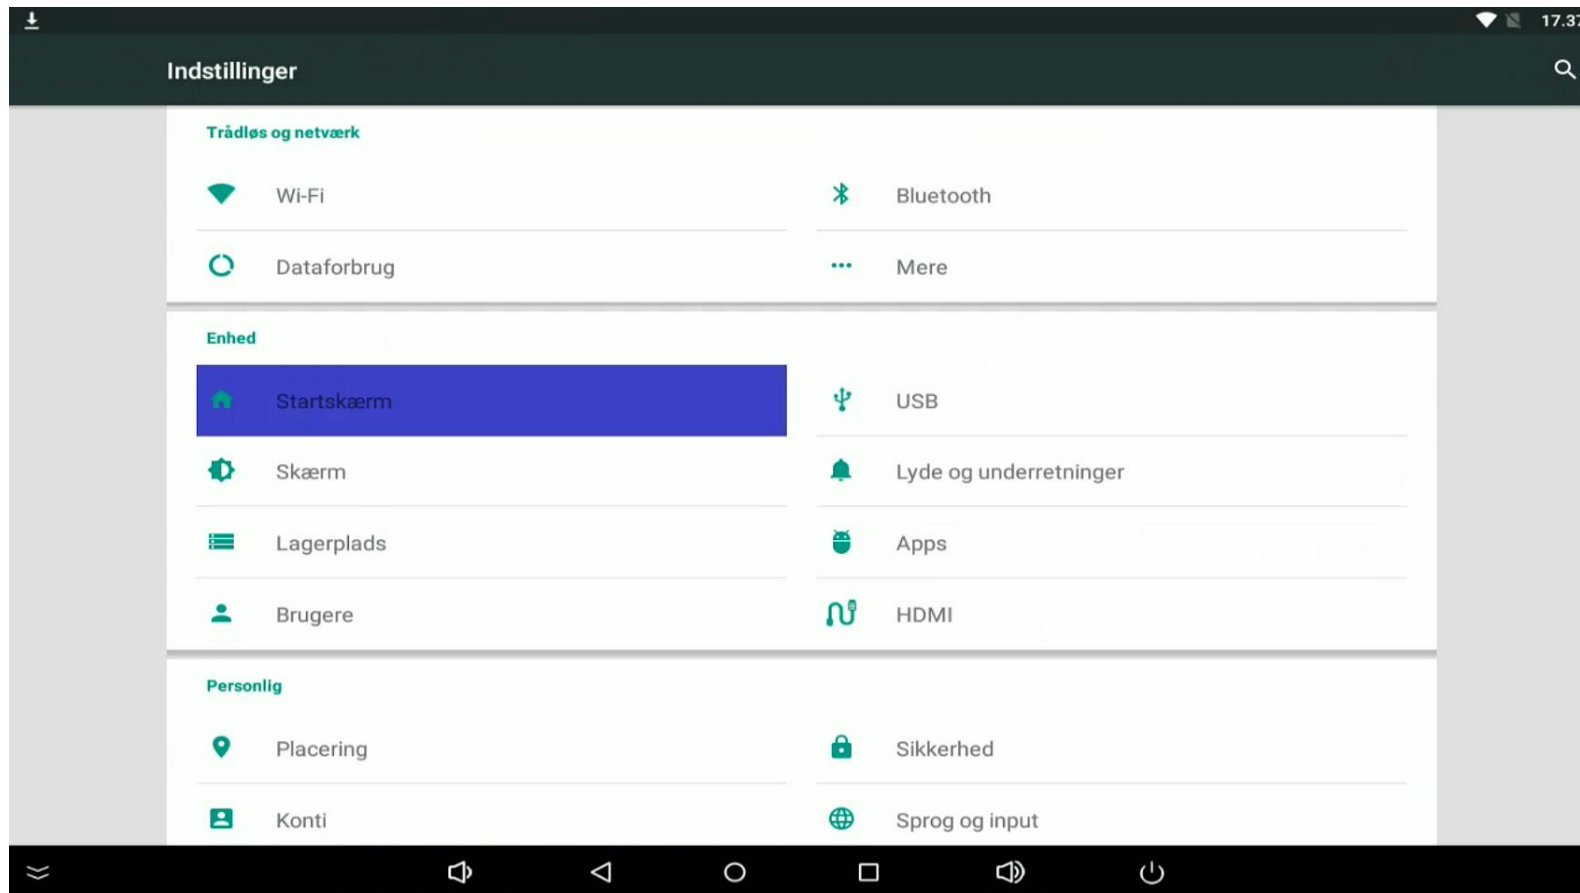 17.37
Indstillinger
Trådløs og netværk
Wi-Fi
Bluetooth
Dataforbrug
Mere
Enhed
Startskærm
USB
Skærm
Lyde og underretninger
Lagerplads
Apps
Brugere
HDMI
Personlig
Placering
Sikkerhed
Konti
Sprog og input